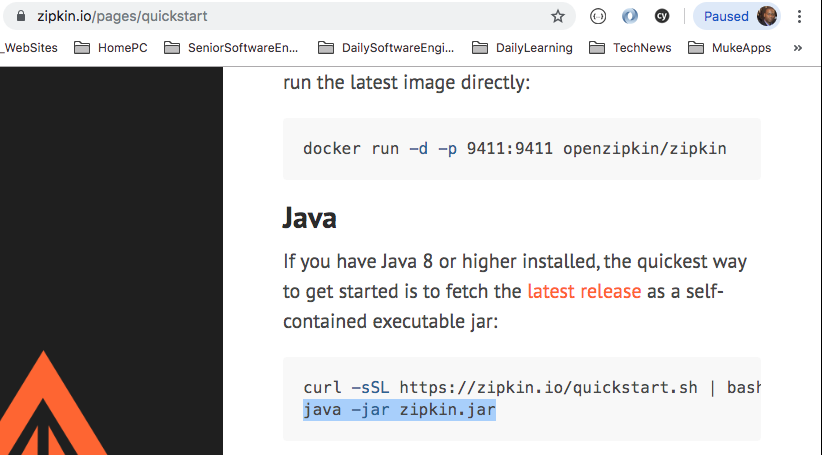 zipkin.io/pages/quickstart
Paused
_WebSites HomePC SeniorSoftwareEn... DailySoftwareEngi... DailyLearning TechNews MukeApps »
run the latest image directly:
docker run -d -p 9411:9411 openzipkin/zipkin
Java
If you have Java 8 or higher installed, the quickest way
to get started is to fetch the latest release as a self-
contained executable jar:
curl -sSL https://zipkin.io/quickstart.sh | bash
java -jar zipkin.jar